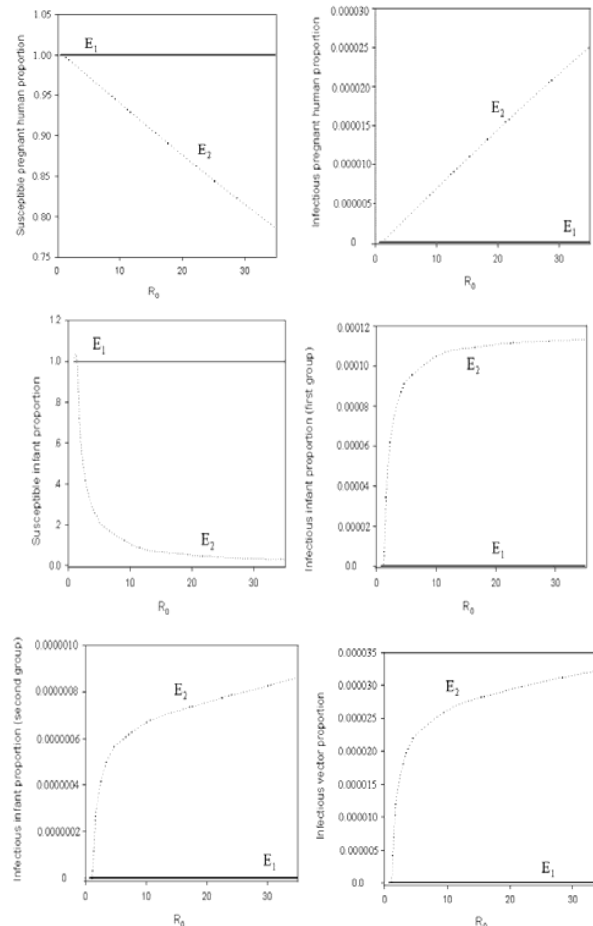 Susceptible pregnant human proportion
1.05
1.00
0.95
0.90
0.85
0.80
0.75
E1
E2
0 10 20 30
R0
Infectious pregnant human proportion
0.000030
0.000025
0.000020
0.000015
0.000010
0.000005
0
E2
E1
0 10 20 30
R0
Susceptible infant proportion
1.2
1.0
.8
.6
.4
.2
0.0
E1
E2
0 10 20 30
R0
Infectious infant proportion (first group)
0.00012
0.00010
0.00008
0.00006
0.00004
0.00002
0.0
E2
E1
0 10 20 30
R0
Infectious infant proportion (second group)
0.0000010
0.0000008
0.0000006
0.0000004
0.0000002
0
E2
E1
0 10 20 30
R0
Infectious vector proportion
0.000035
0.000030
0.000025
0.000020
0.000015
0.000010
0.000005
0.0
E2
E1
0 10 20 30
R0